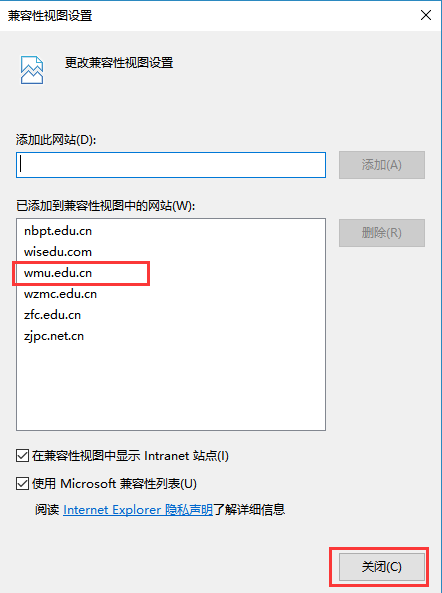 兼容性视图设置
更改兼容性视图设置
添加此网站(D):
添加(A)
已添加到兼容性视图中的网站(W):
删除(R)
nbpt.edu.cn
wisedu.com
wmu.edu.cn
wzmc.edu.cn
zfc.edu.cn
zjpc.net.cn
在兼容性视图中显示 Intranet 站点(I)
使用 Microsoft 兼容性列表(U)
阅读 Internet Explorer 隐私声明了解详细信息
关闭(C)